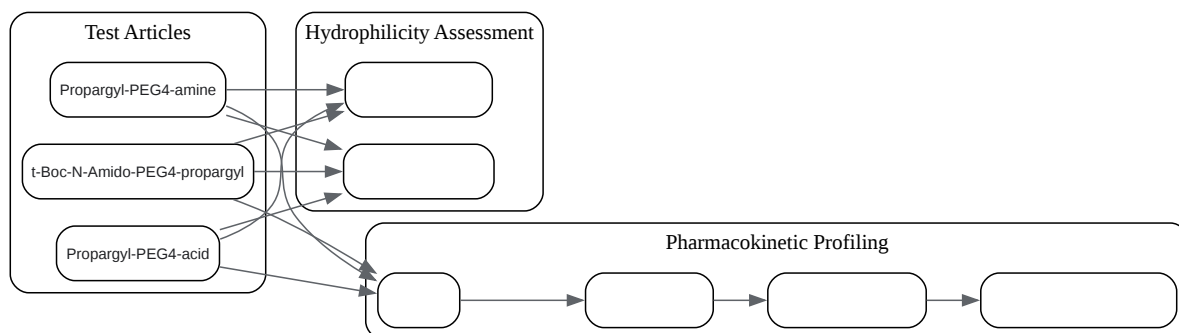 Test Articles
Hydrophilicity Assessment
Propargyl-PEG4-amine
t-Boc-N-Amido-PEG4-propargyl
Propargyl-PEG4-acid
Pharmacokinetic Profiling